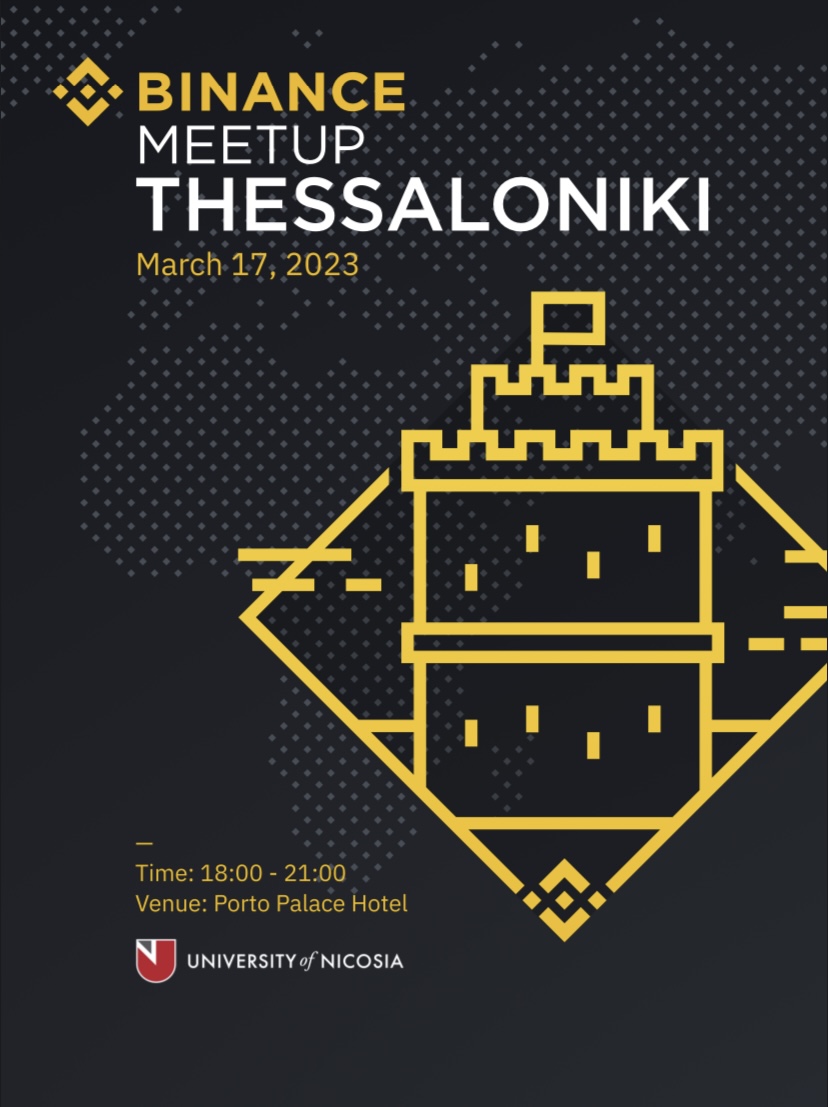 BINANCE
MEETUP
THESSALONIKI
March 17, 2023
–
Time: 18:00 - 21:00
Venue: Porto Palace Hotel
UNIVERSITY of NICOSIA